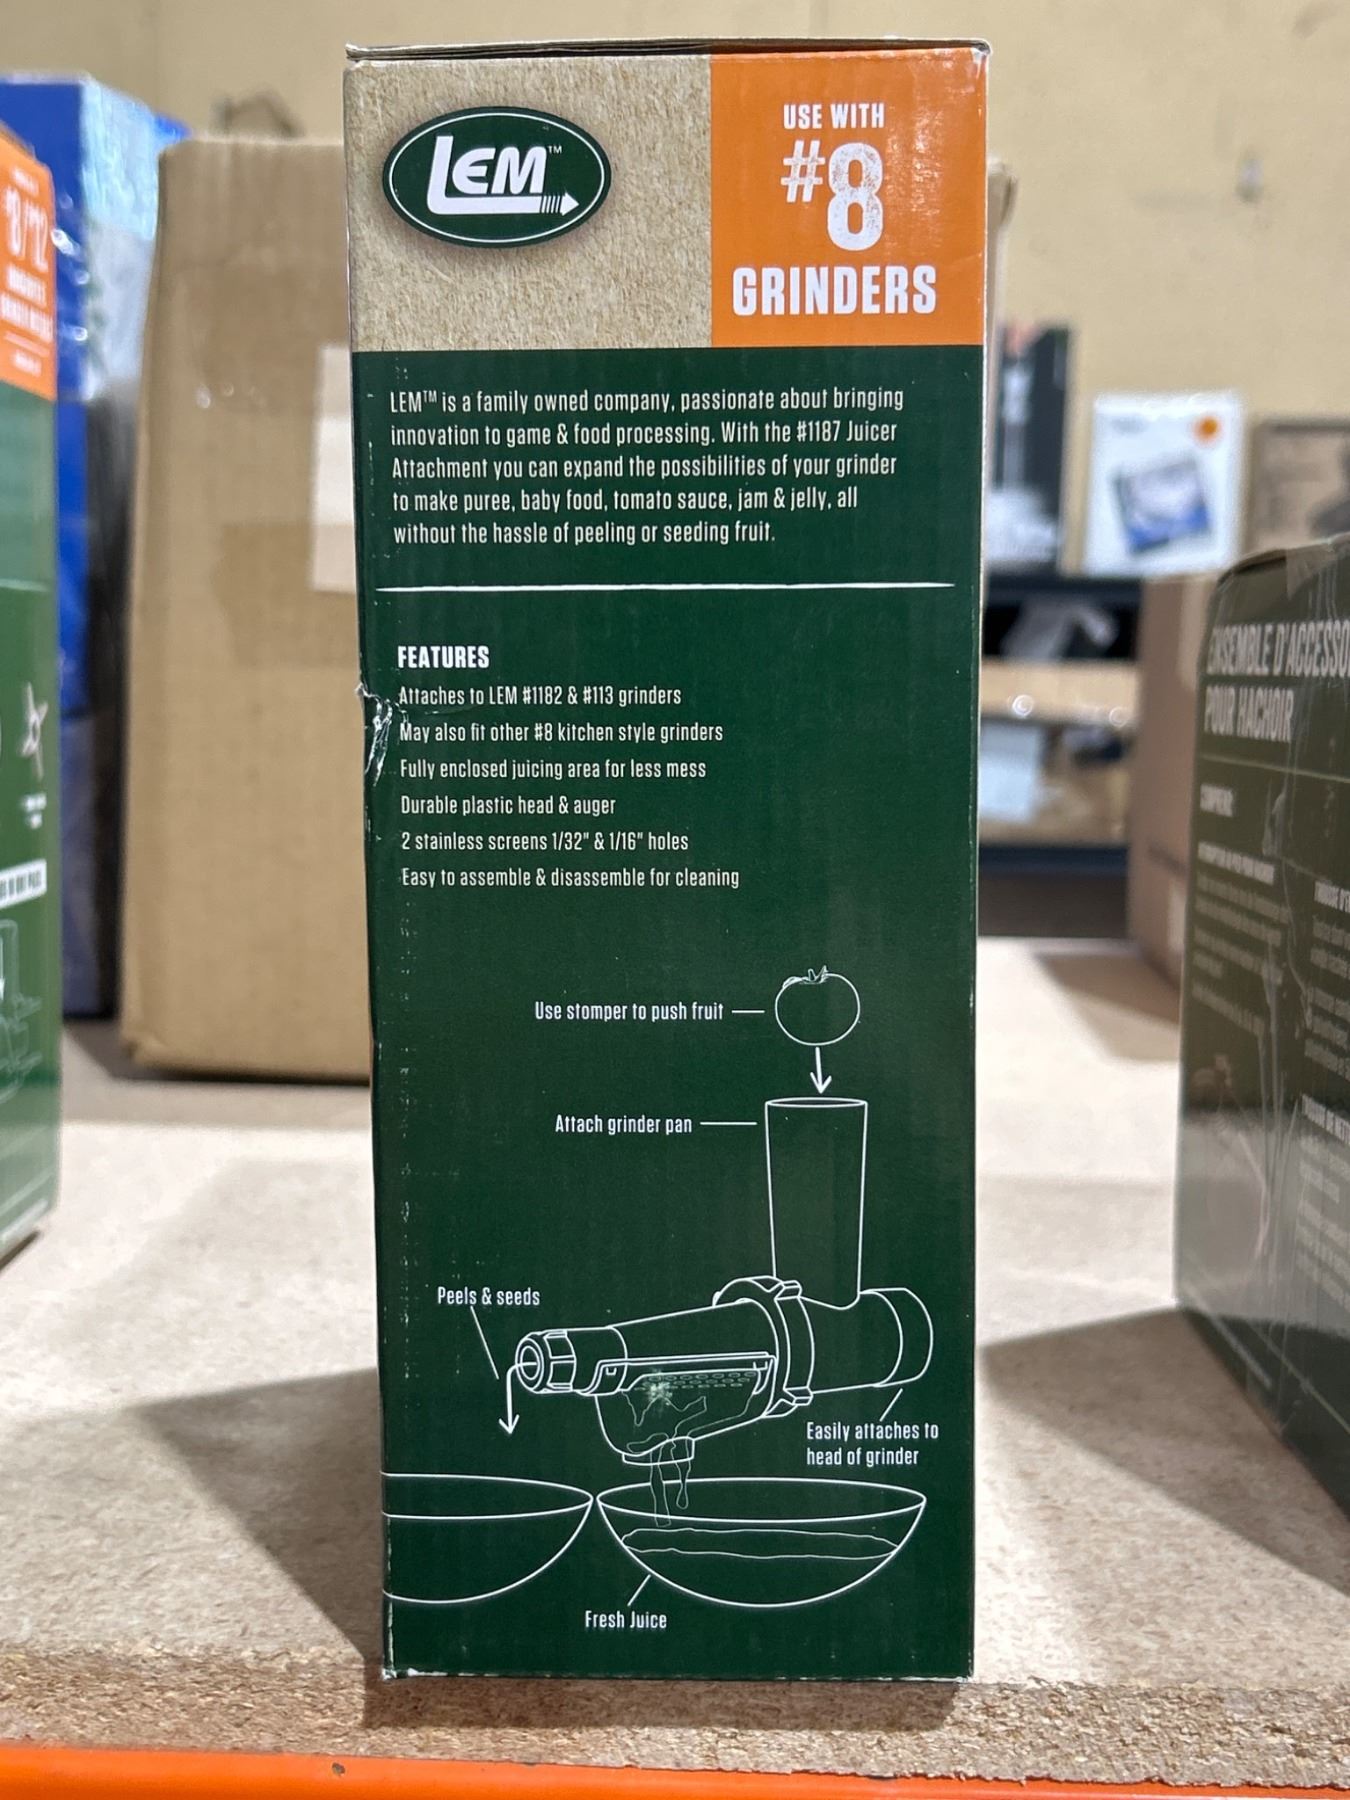 LEM™
USE WITH
#8
GRINDERS
LEM™ is a family owned company, passionate about bringing
innovation to game & food processing. With the #1187 Juicer
Attachment you can expand the possibilities of your grinder
to make puree, baby food, tomato sauce, jam & jelly, all
without the hassle of peeling or seeding fruit.
FEATURES
Attaches to LEM #1182 & #113 grinders
May also fit other #8 kitchen style grinders
Fully enclosed juicing area for less mess
Durable plastic head & auger
2 stainless screens 1/32" & 1/16" holes
Easy to assemble & disassemble for cleaning
Use stomper to push fruit
Attach grinder pan
Peels & seeds
Easily attaches to
head of grinder
Fresh Juice
ENSEMBLE D'ACCESSO
POUR HACHOIR